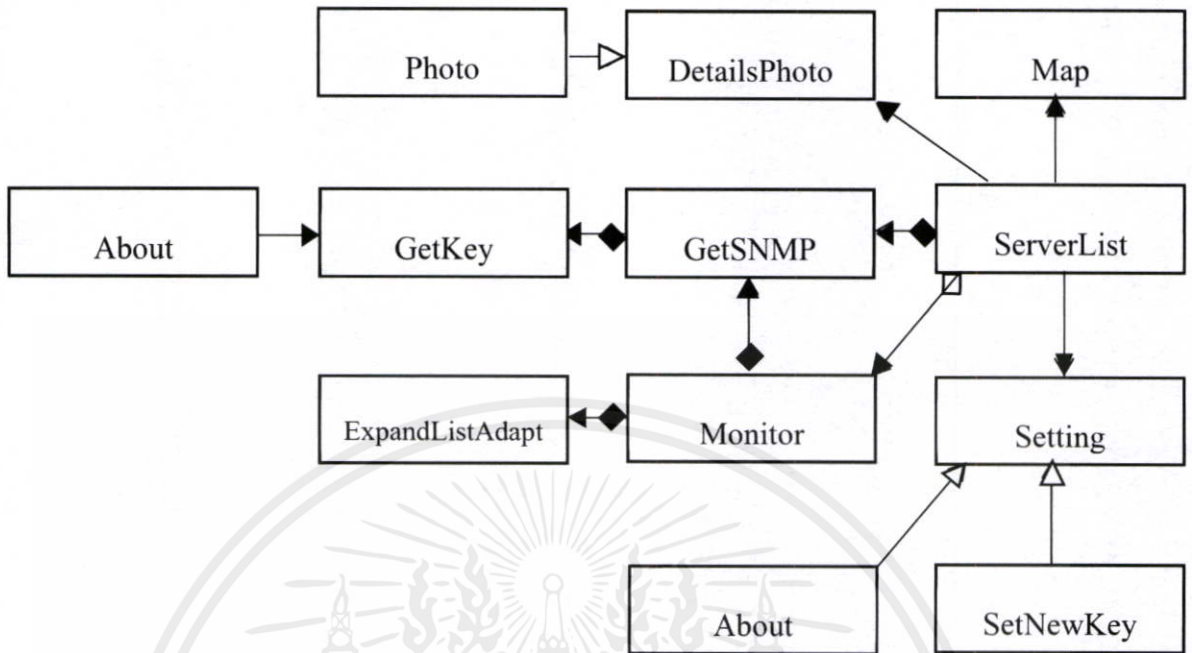 Photo
DetailsPhoto
Map
About
GetKey
GetSNMP
ServerList
ExpandListAdapt
Monitor
Setting
About
SetNewKey